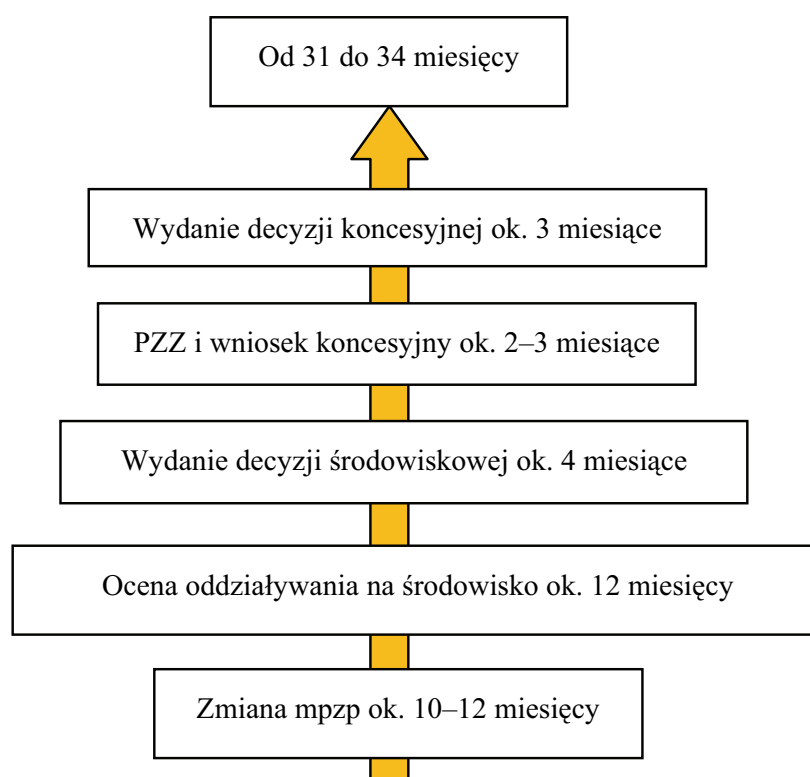 Od 31 do 34 miesięcy
Wydanie decyzji koncesyjnej ok. 3 miesiące
PZZ i wniosek koncesyjny ok. 2–3 miesiące
Wydanie decyzji środowiskowej ok. 4 miesiące
Ocena oddziaływania na środowisko ok. 12 miesięcy
Zmiana mpzp ok. 10–12 miesięcy